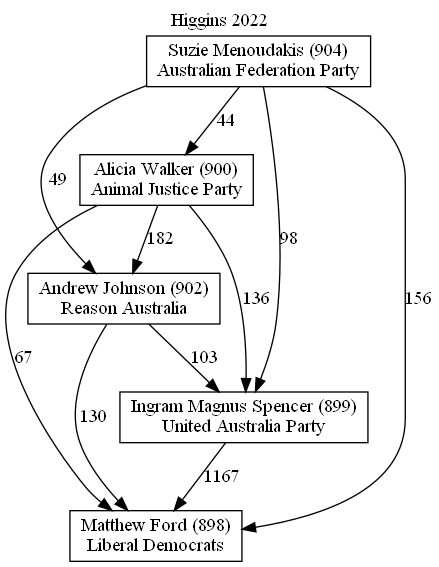 Higgins 2022
Suzie Menoudakis (904)
Australian Federation Party
44
Alicia Walker (900)
Animal Justice Party
49
182
98
Andrew Johnson (902)
Reason Australia
136
156
67
103
130
Ingram Magnus Spencer (899)
United Australia Party
1167
Matthew Ford (898)
Liberal Democrats